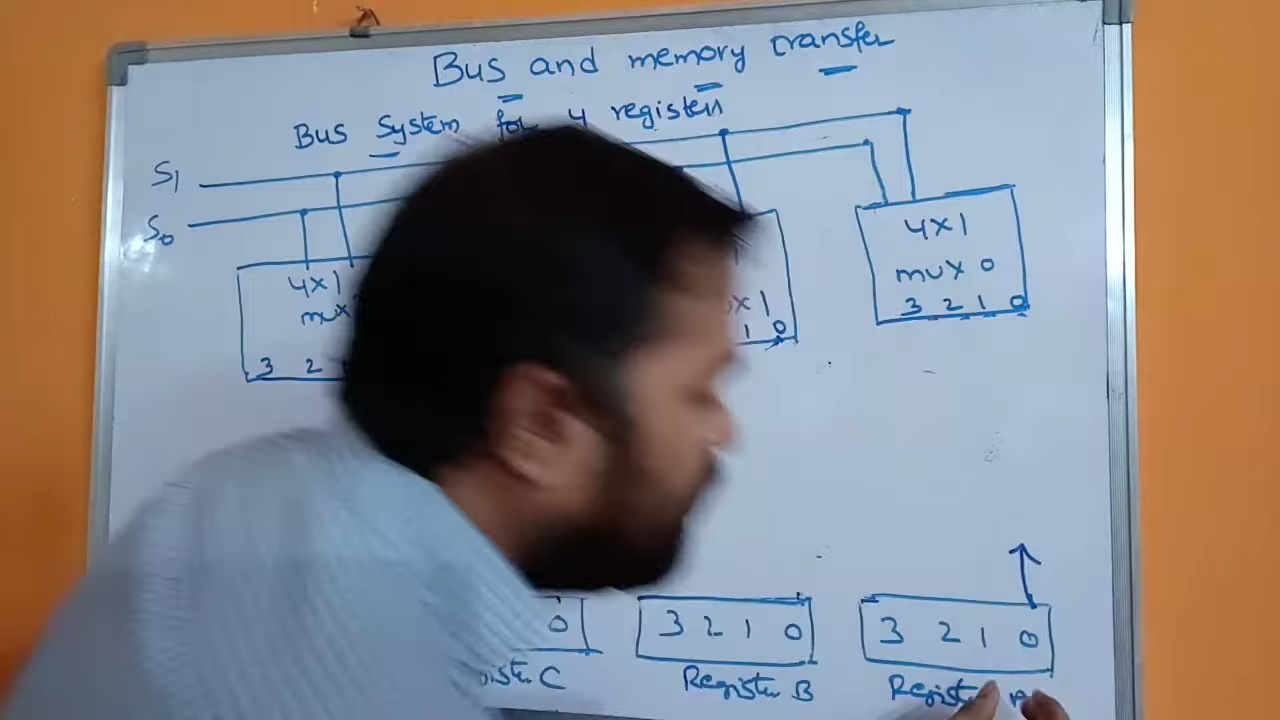 Bus and memory transfer
Bus System for 4 registers
S1
S0
4x1
mux
3 2
x 1
1 0
4x1
mux 0
3 2 1 0
0
3 2 1 0
3 2 1 0
C
Register B